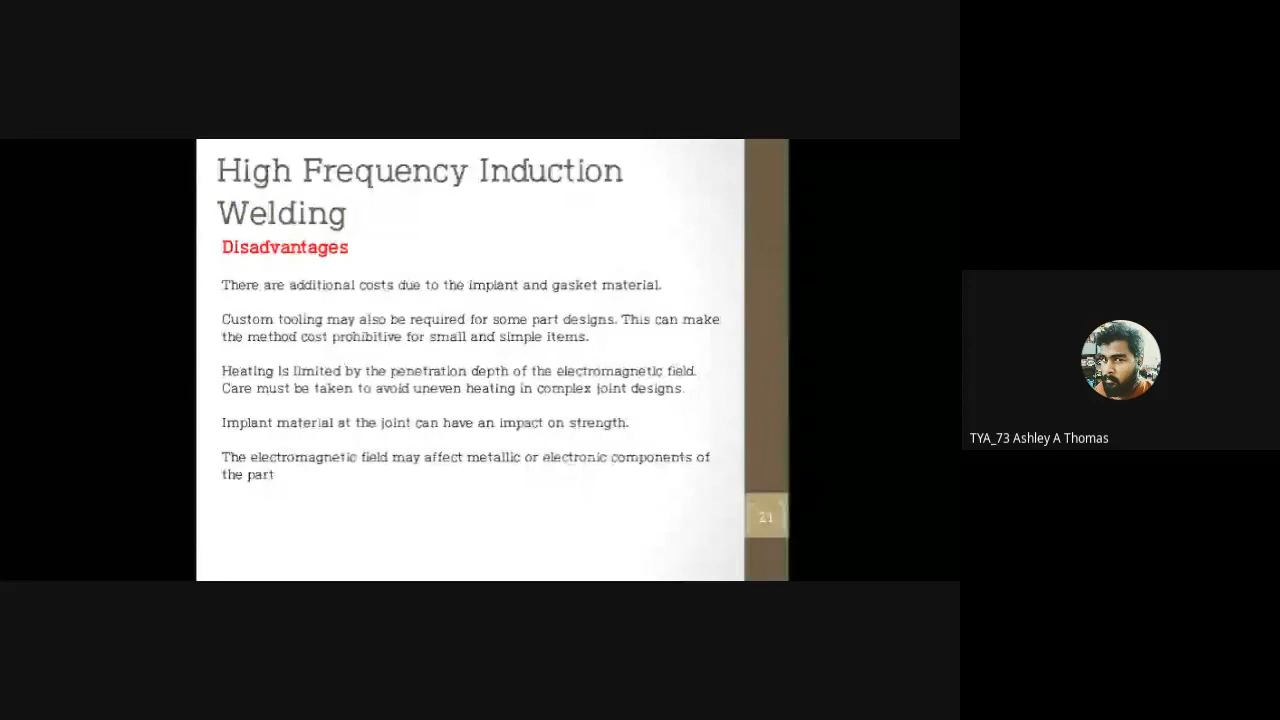 High Frequency Induction
Welding
Disadvantages
There are additional costs due to the implant and gasket material.
Custom tooling may also be required for some part designs. This can make
the method cost prohibitive for small and simple items.
Heating is limited by the penetration depth of the electromagnetic field.
Care must be taken to avoid uneven heating in complex joint designs.
Implant material at the joint can have an impact on strength.
The electromagnetic field may affect metallic or electronic components of
the part
21
TYA_73 Ashley A Thomas